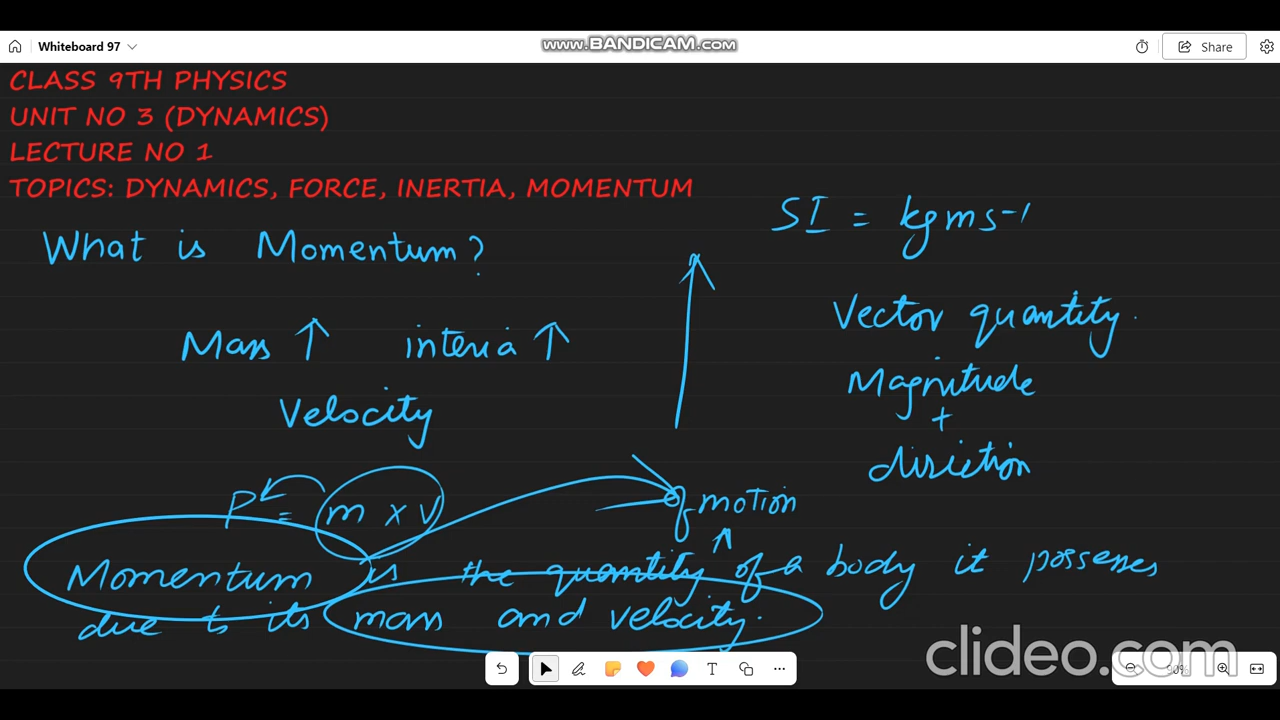 Whiteboard 97
www.BANDICAM.com
Share
CLASS 9TH PHYSICS
UNIT NO 3 (DYNAMICS)
LECTURE NO 1
TOPICS: DYNAMICS, FORCE, INERTIA, MOMENTUM
What is Momentum?
Mass ↑ interia ↑
Velocity
P = m x v
of motion
Momentum is the quantity of a body it possesses
due to its mass and velocity.
SI = kgms-1
Vector quantity.
Magnitude
+
direction
clideo.com
90%